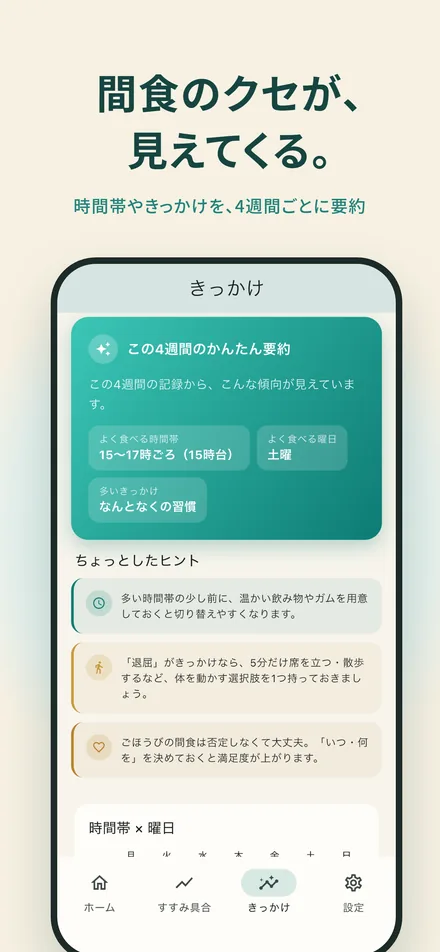 間食のクセが、
見えてくる。
時間帯やきっかけを、4週間ごとに要約
きっかけ
この4週間のかんたん要約
この4週間の記録から、こんな傾向が見えていま
す。
よく食べる時間帯
15〜17時ごろ（15時台）
よく食べる曜日
土曜
多いきっかけ
なんとなくの習慣
ちょっとしたヒント
多い時間帯の少し前に、温かい飲み物やガムを用意
しておくと切り替えやすくなります。
「退屈」がきっかけなら、5分だけ席を立つ・散歩
するなど、体を動かす選択肢を1つ持っておきまし
ょう。
ごほうびの間食は否定しなくて大丈夫。「いつ・何
を」を決めておくと満足度が上がります。
時間帯 × 曜日
月 火 水 木 金 土 日
ホーム
すすみ具合
きっかけ
設定